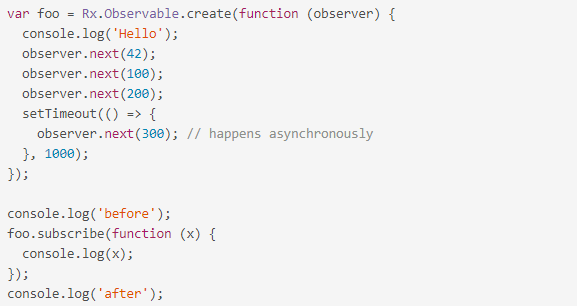 var foo = Rx.Observable.create(function (observer) {
  console.log('Hello');
  observer.next(42);
  observer.next(100);
  observer.next(200);
  setTimeout(() => {
    observer.next(300); // happens asynchronously
  }, 1000);
});

console.log('before');
foo.subscribe(function (x) {
  console.log(x);
});
console.log('after');